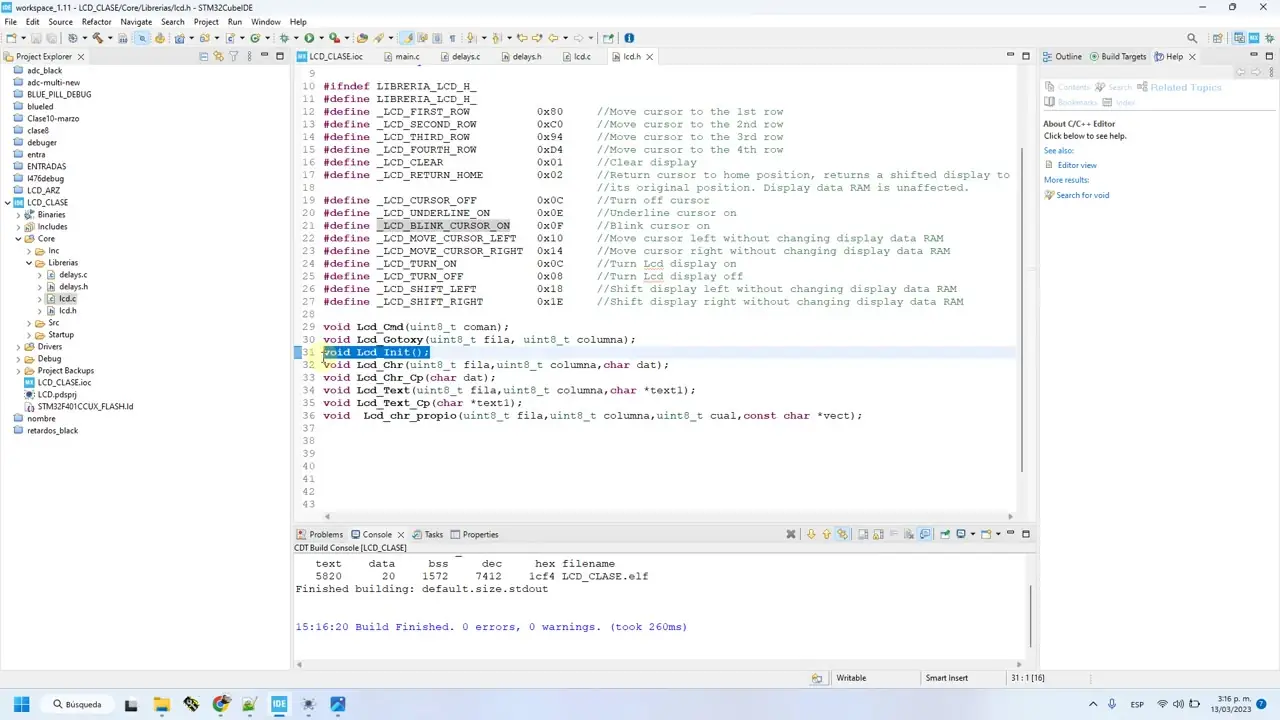 workspace_1.11 - LCD_CLASE/Core/Librerias/lcd.h - STM32CubeIDE
File Edit Source Refactor Navigate Search Project Run Window Help
Project Explorer
LCD_CLASE.ioc main.c delays.c delays.h lcd.c lcd.h
Outline Build Targets Help
adc_black
adc-multi-new
BLUE_PILL_DEBUG
blueled
Clase10-marzo
clase8
debuger
entra
ENTRADAS
l476debug
LCD_ARZ
LCD_CLASE
Binaries
Includes
Core
Inc
Librerias
delays.c
delays.h
lcd.c
lcd.h
Src
Startup
Drivers
Debug
Project Backups
LCD_CLASE.ioc
LCD.pdsprj
STM32F401CCUX_FLASH.ld
nombre
retardos_black
9
10 #ifndef LIBRERIA_LCD_H_
11 #define LIBRERIA_LCD_H_
12 #define _LCD_FIRST_ROW 0x80 //Move cursor to the 1st row
13 #define _LCD_SECOND_ROW 0xC0 //Move cursor to the 2nd row
14 #define _LCD_THIRD_ROW 0x94 //Move cursor to the 3rd row
15 #define _LCD_FOURTH_ROW 0xD4 //Move cursor to the 4th row
16 #define _LCD_CLEAR 0x01 //Clear display
17 #define _LCD_RETURN_HOME 0x02 //Return cursor to home position, returns a shifted display to
18 //its original position. Display data RAM is unaffected.
19 #define _LCD_CURSOR_OFF 0x0C //Turn off cursor
20 #define _LCD_UNDERLINE_ON 0x0E //Underline cursor on
21 #define _LCD_BLINK_CURSOR_ON 0x0F //Blink cursor on
22 #define _LCD_MOVE_CURSOR_LEFT 0x10 //Move cursor left without changing display data RAM
23 #define _LCD_MOVE_CURSOR_RIGHT 0x14 //Move cursor right without changing display data RAM
24 #define _LCD_TURN_ON 0x0C //Turn Lcd display on
25 #define _LCD_TURN_OFF 0x08 //Turn Lcd display off
26 #define _LCD_SHIFT_LEFT 0x18 //Shift display left without changing display data RAM
27 #define _LCD_SHIFT_RIGHT 0x1E //Shift display right without changing display data RAM
28
29 void Lcd_Cmd(uint8_t coman);
30 void Lcd_Gotoxy(uint8_t fila, uint8_t columna);
31 void Lcd_Init();
32 void Lcd_Chr(uint8_t fila,uint8_t columna,char dat);
33 void Lcd_Chr_Cp(char dat);
34 void Lcd_Text(uint8_t fila,uint8_t columna,char *text1);
35 void Lcd_Text_Cp(char *text1);
36 void Lcd_chr_propio(uint8_t fila,uint8_t columna,uint8_t cual,const char *vect);
37
38
39
40
41
42
43
Contents Search Related Topics
Bookmarks Index
About C/C++ Editor
Click below to see help.
See also:
Editor view
More results:
Search for void
Problems Console Tasks Properties
CDT Build Console [LCD_CLASE]
text data bss dec hex filename
5820 20 1572 7412 1cf4 LCD_CLASE.elf
Finished building: default.size.stdout
15:16:20 Build Finished. 0 errors, 0 warnings. (took 260ms)
Writable Smart Insert 31 : 1 [16]
Búsqueda
IDE
ESP
3:16 p. m.
13/03/2023
7